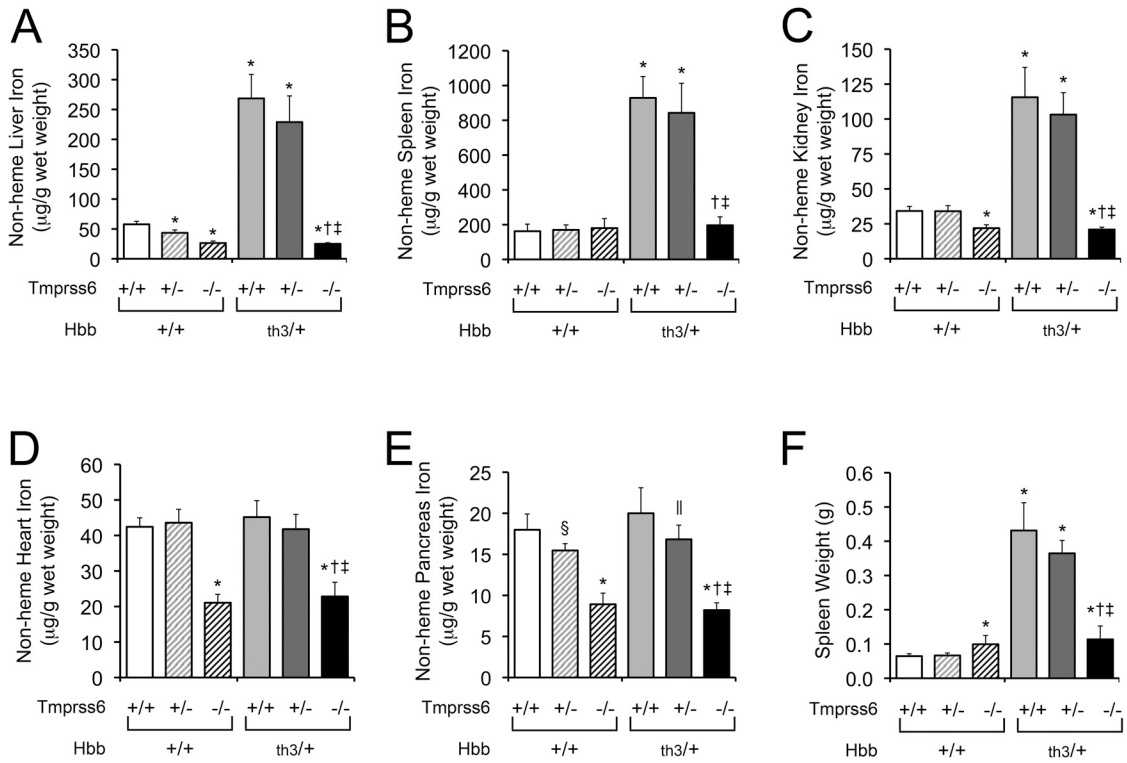 A
Non-heme Liver Iron
(µg/g wet weight)
350
300
250
200
150
100
50
0
* * * * *†‡
Tmprss6 +/+ +/- -/- +/+ +/- -/-
Hbb +/+ th3/+
B
Non-heme Spleen Iron
(µg/g wet weight)
1200
1000
800
600
400
200
0
* * †‡
Tmprss6 +/+ +/- -/- +/+ +/- -/-
Hbb +/+ th3/+
C
Non-heme Kidney Iron
(µg/g wet weight)
150
125
100
75
50
25
0
* * * *†‡
Tmprss6 +/+ +/- -/- +/+ +/- -/-
Hbb +/+ th3/+
D
Non-heme Heart Iron
(µg/g wet weight)
60
50
40
30
20
10
0
* *†‡
Tmprss6 +/+ +/- -/- +/+ +/- -/-
Hbb +/+ th3/+
E
Non-heme Pancreas Iron
(µg/g wet weight)
25
20
15
10
5
0
§ * || *†‡
Tmprss6 +/+ +/- -/- +/+ +/- -/-
Hbb +/+ th3/+
F
Spleen Weight (g)
0.6
0.5
0.4
0.3
0.2
0.1
0.0
* * * *†‡
Tmprss6 +/+ +/- -/- +/+ +/- -/-
Hbb +/+ th3/+